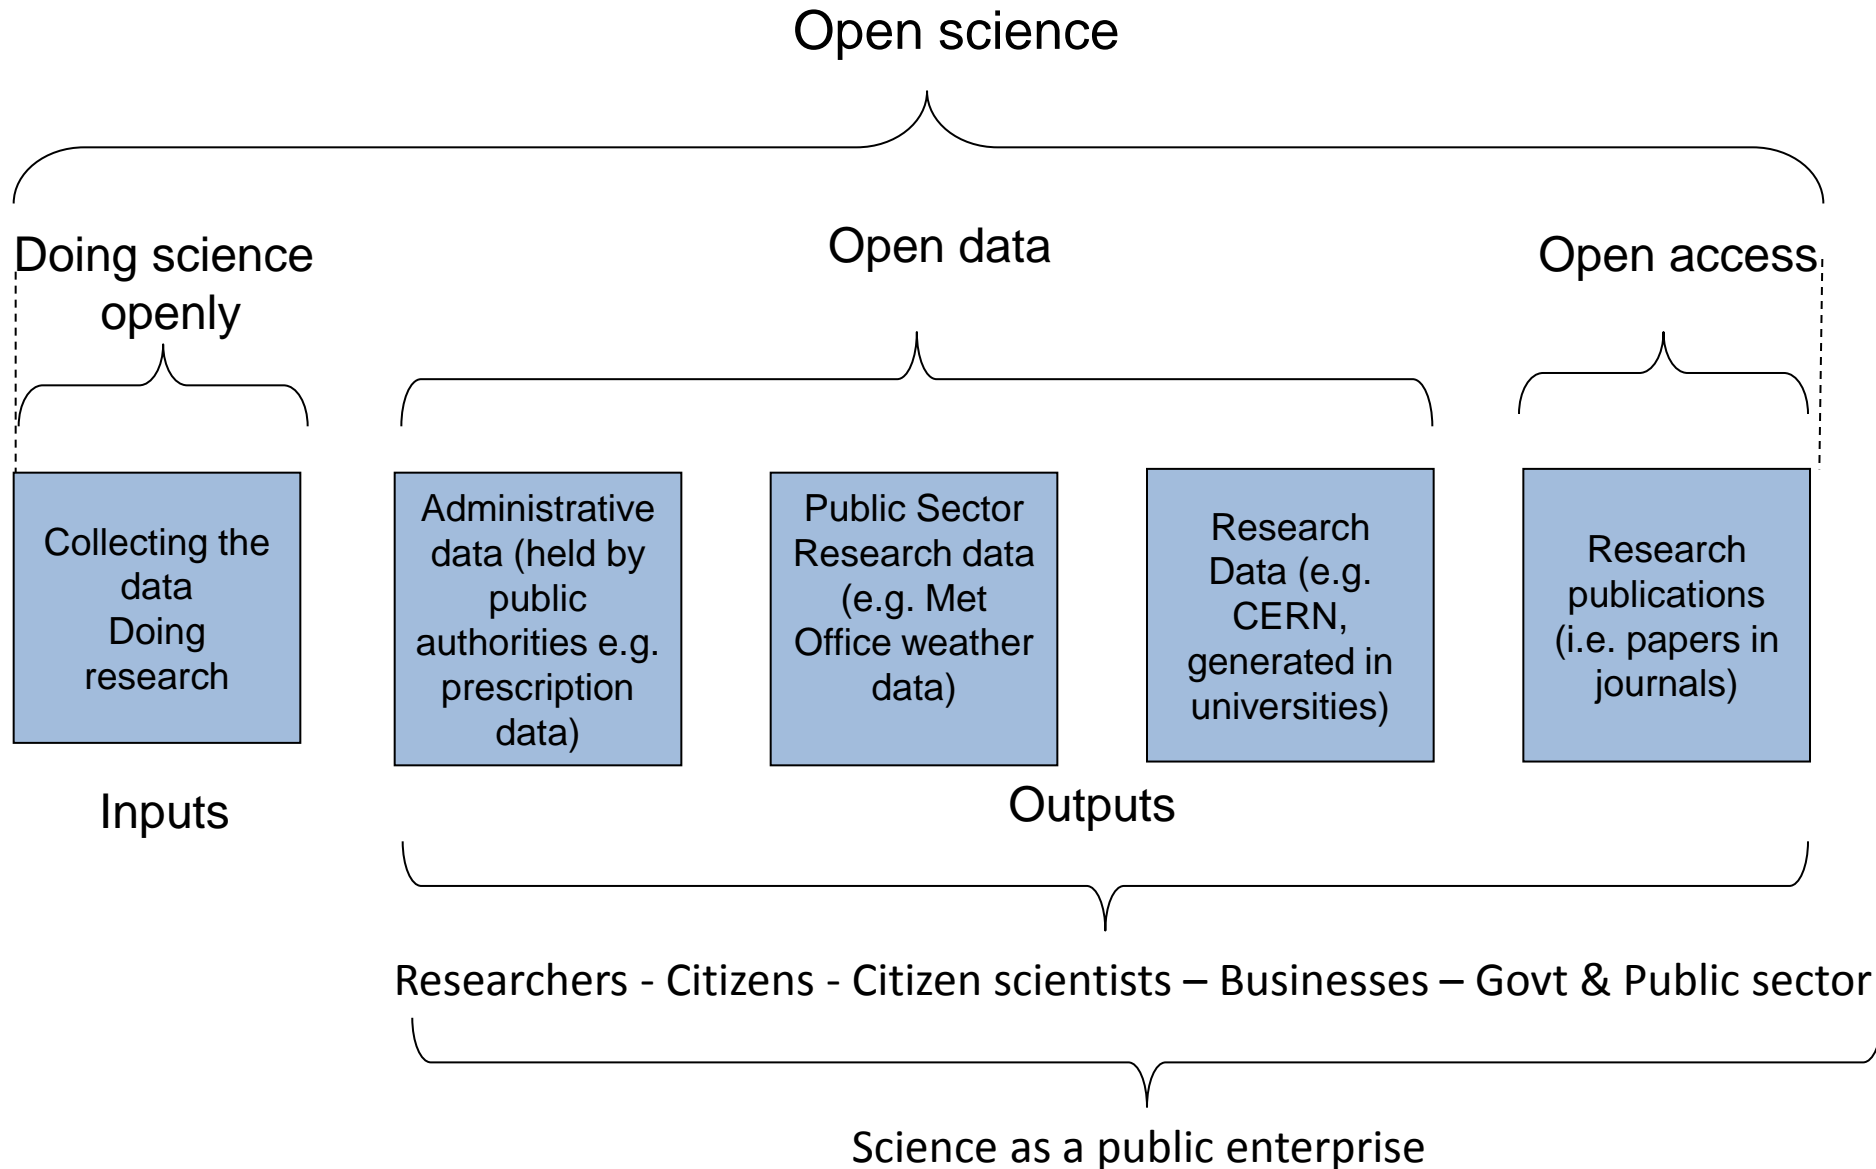 Open science
Doing science
openly
Open data
Open access
Collecting the
data
Doing
research
Administrative
data (held by
public
authorities e.g.
prescription
data)
Public Sector
Research data
(e.g. Met
Office weather
data)
Research
Data (e.g.
CERN,
generated in
universities)
Research
publications
(i.e. papers in
journals)
Inputs
Outputs
Researchers - Citizens - Citizen scientists – Businesses – Govt & Public sector
Science as a public enterprise